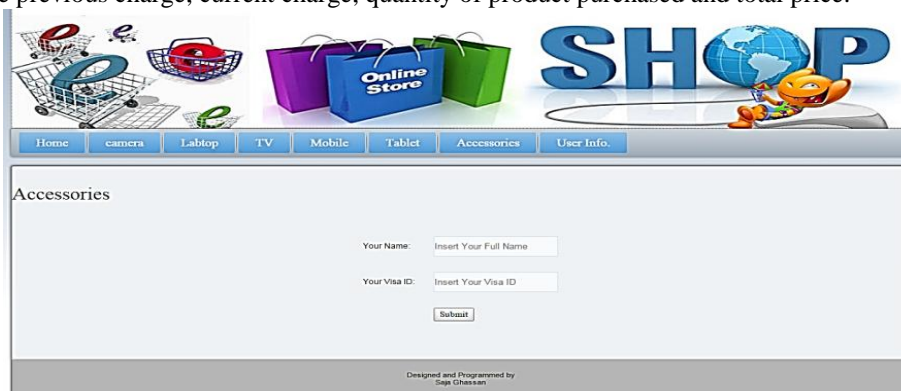 e previous charge, current charge, quantity of product purchased and total price.
Online
Store
SHOP
Home camera Labtop TV Mobile Tablet Accessories User Info.
Accessories
Your Name: Insert Your Full Name
Your Visa ID: Insert Your Visa ID
Submit
Designed and Programmed by
Saja Ghassan